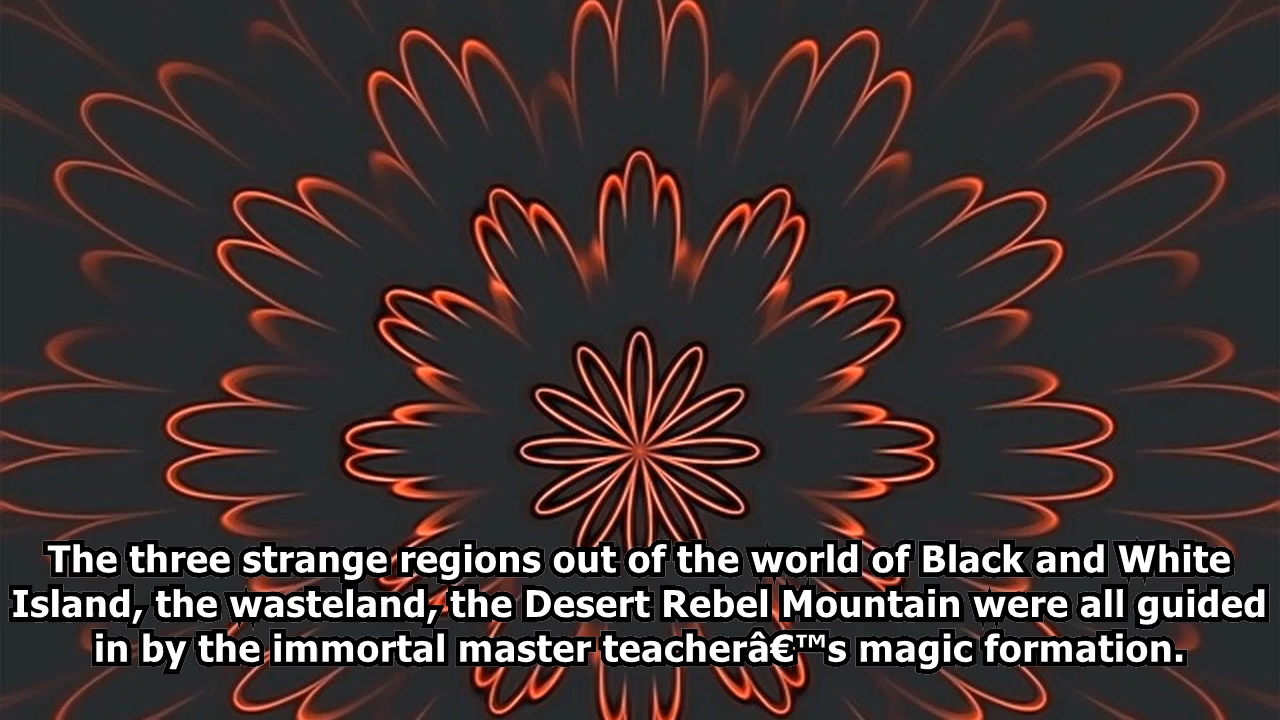 The three strange regions out of the world of Black and White
Island, the wasteland, the Desert Rebel Mountain were all guided
in by the immortal master teacherâ€™s magic formation.